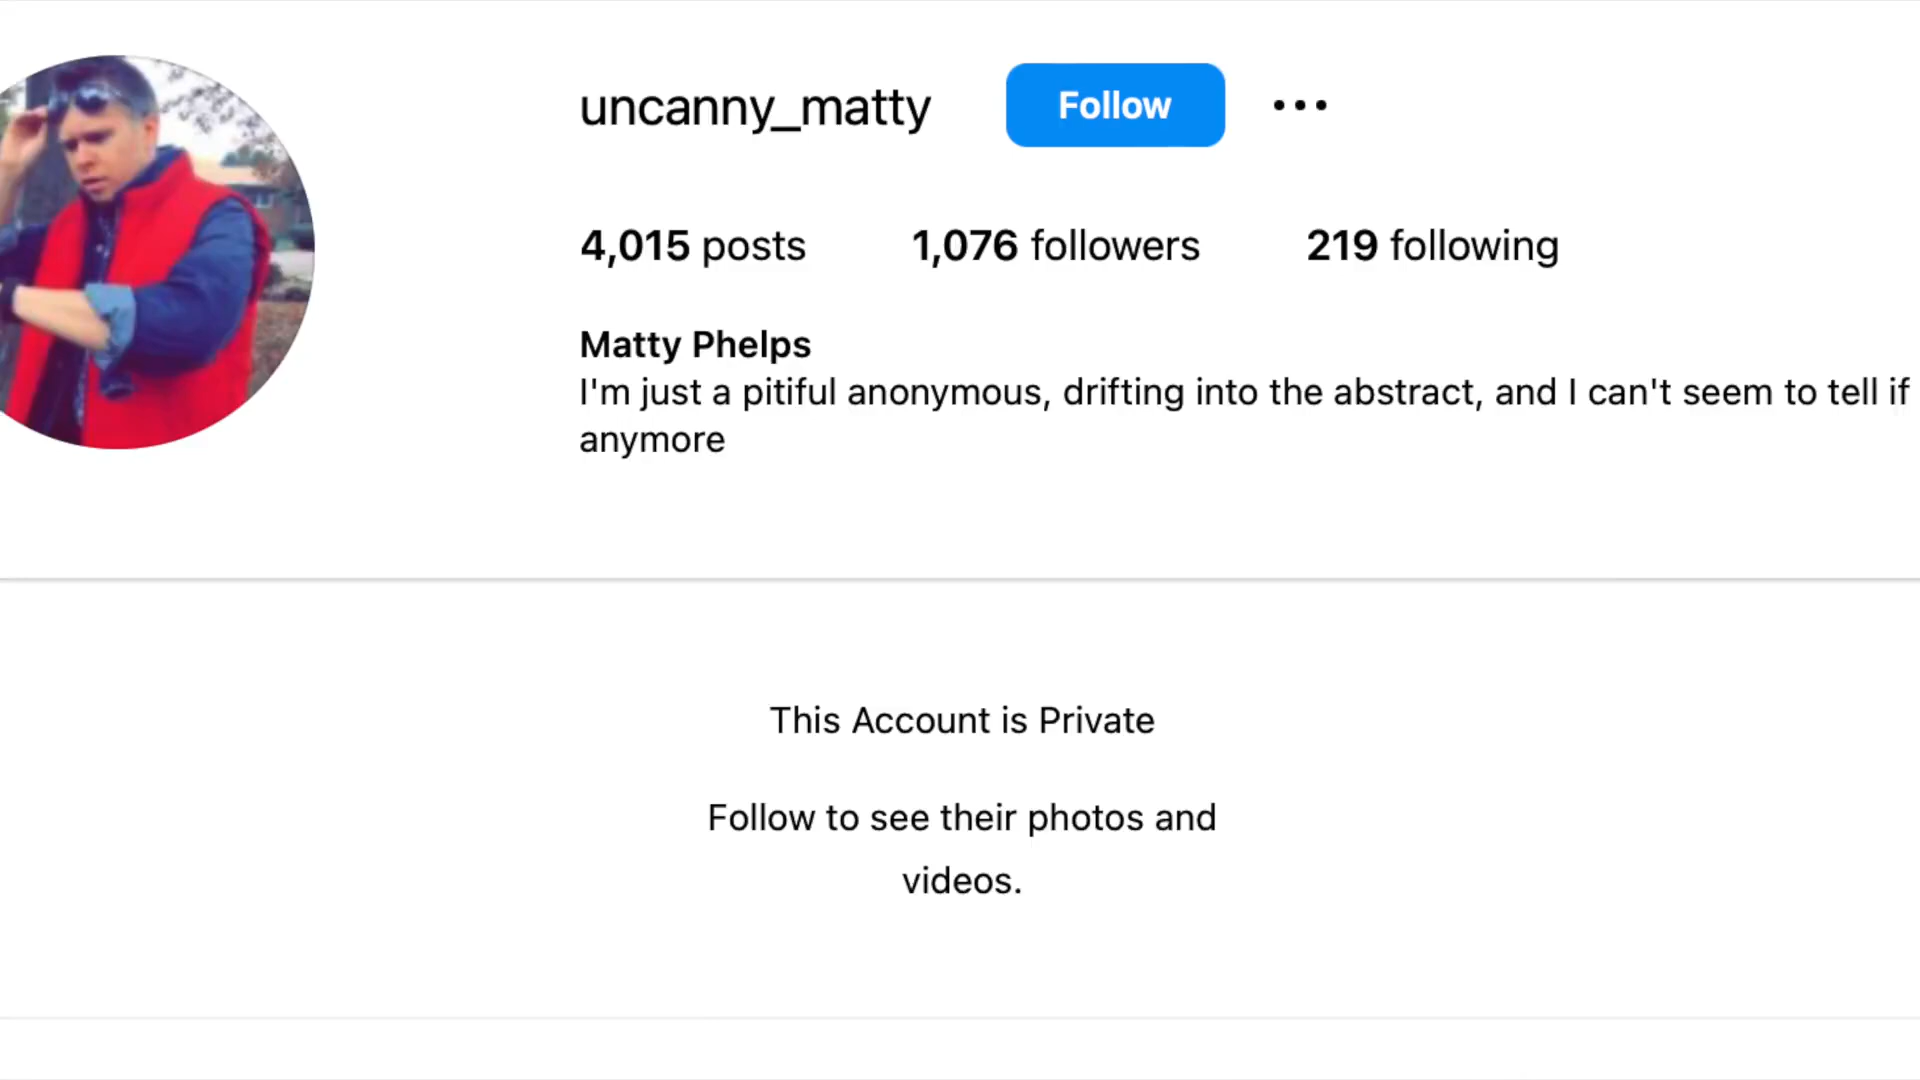 uncanny_matty Follow
4,015 posts 1,076 followers 219 following
Matty Phelps
I'm just a pitiful anonymous, drifting into the abstract, and I can't seem to tell if
anymore
This Account is Private
Follow to see their photos and
videos.